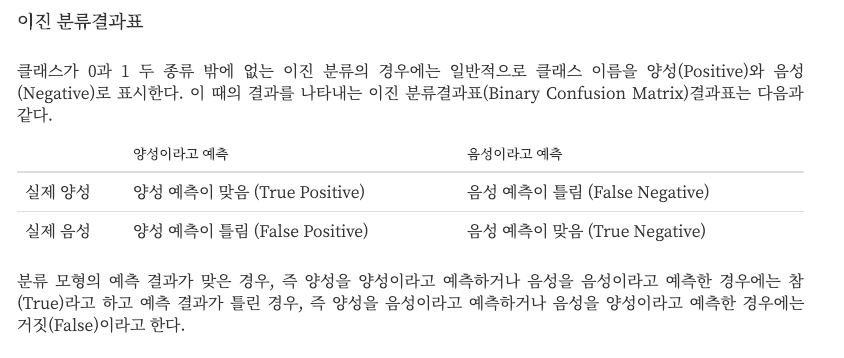 이진 분류결과표
클래스가 0과 1 두 종류 밖에 없는 이진 분류의 경우에는 일반적으로 클래스 이름을 양성(Positive)와 음성
(Negative)로 표시한다. 이 때의 결과를 나타내는 이진 분류결과표(Binary Confusion Matrix)결과표는 다음과
같다.
양성이라고 예측 음성이라고 예측
실제 양성 양성 예측이 맞음 (True Positive) 음성 예측이 틀림 (False Negative)
실제 음성 양성 예측이 틀림 (False Positive) 음성 예측이 맞음 (True Negative)
분류 모형의 예측 결과가 맞은 경우, 즉 양성을 양성이라고 예측하거나 음성을 음성이라고 예측한 경우에는 참
(True)라고 하고 예측 결과가 틀린 경우, 즉 양성을 음성이라고 예측하거나 음성을 양성이라고 예측한 경우에는
거짓(False)이라고 한다.